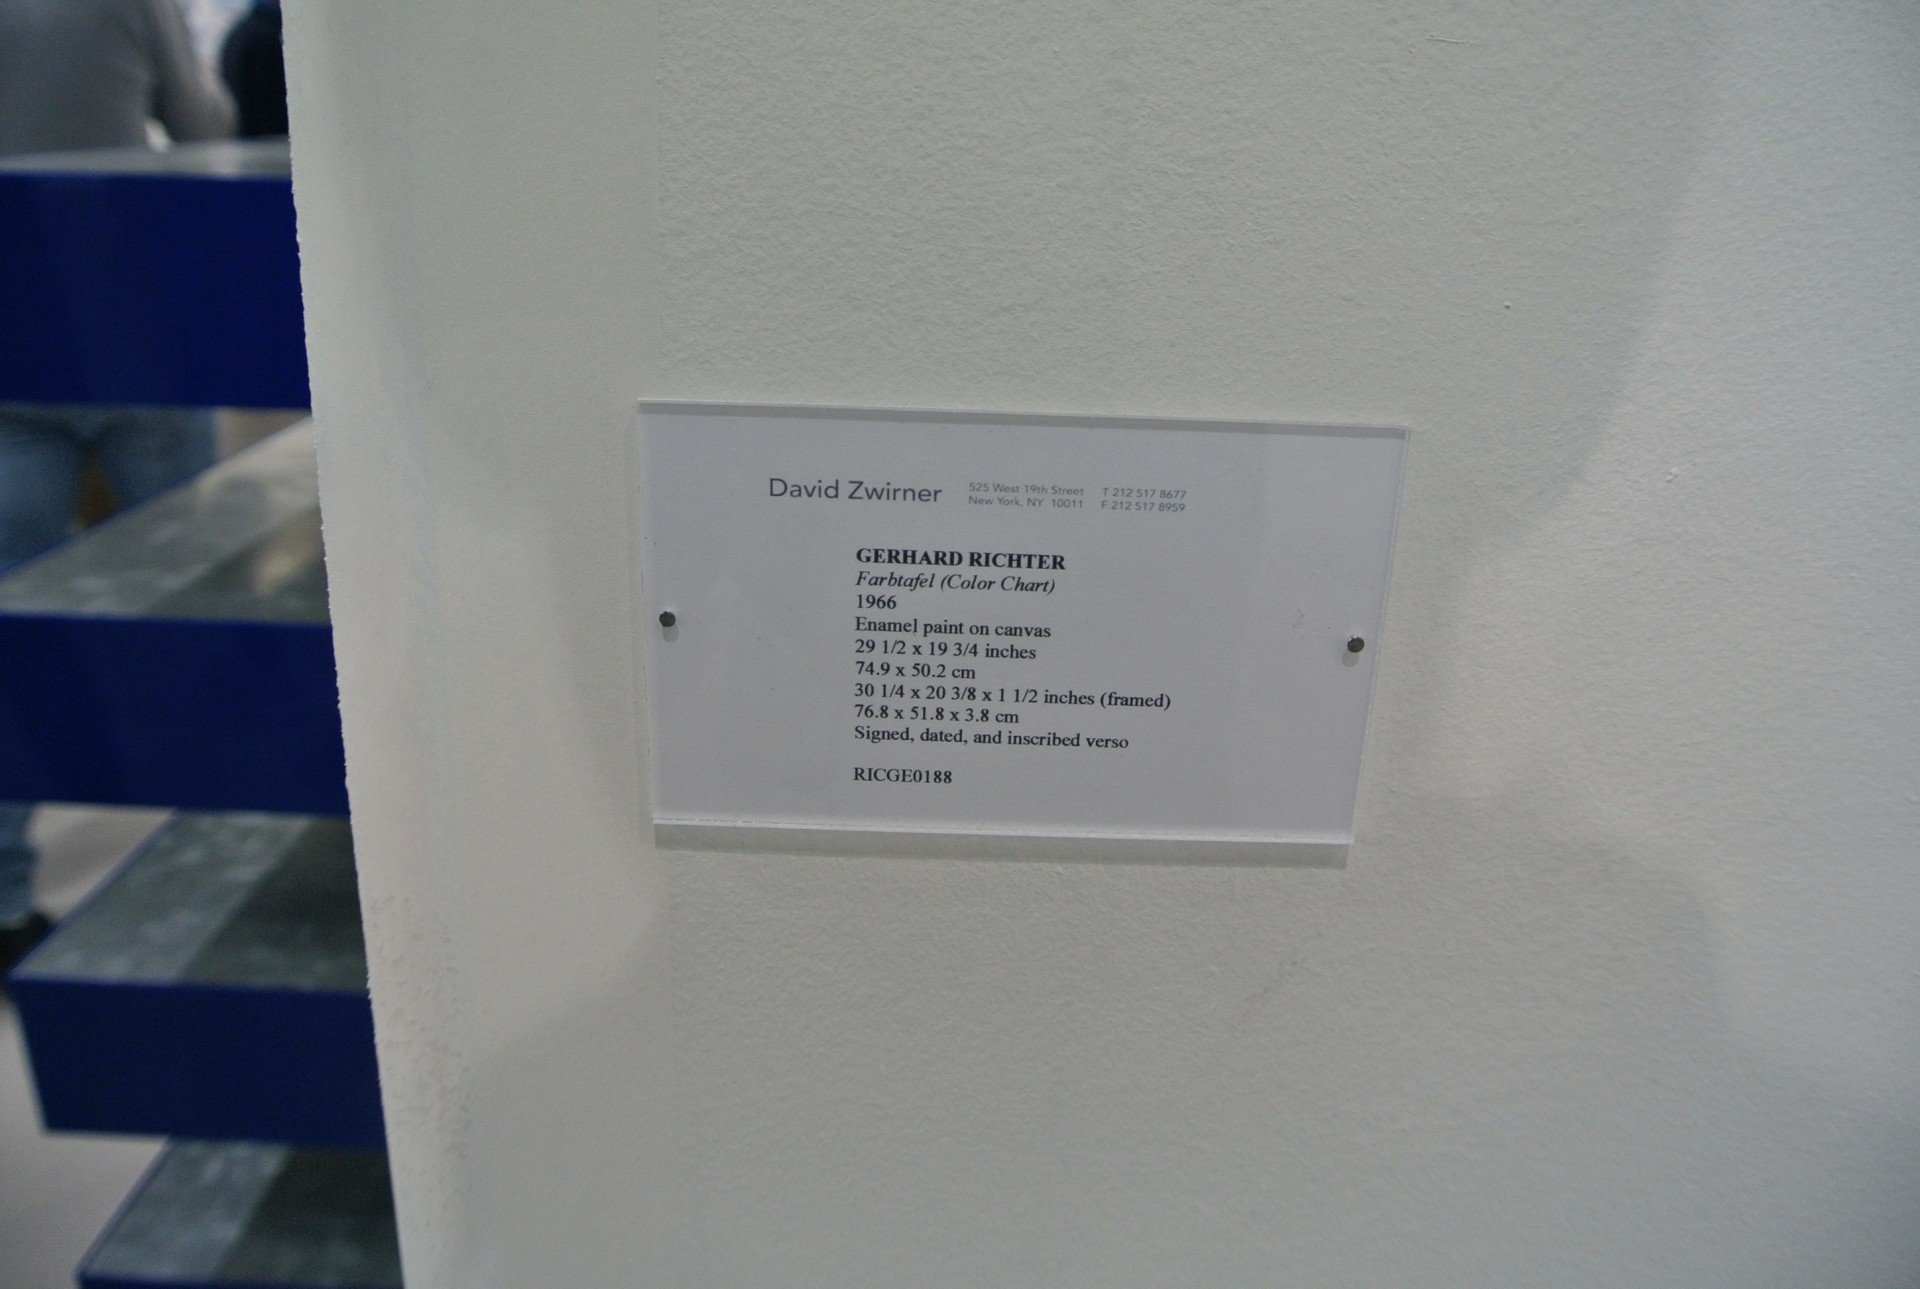 David Zwirner
525 West 19th Street
New York, NY 10011
T 212 517 8677
F 212 517 8959
GERHARD RICHTER
Farbtafel (Color Chart)
1966
Enamel paint on canvas
29 1/2 x 19 3/4 inches
74.9 x 50.2 cm
30 1/4 x 20 3/8 x 1 1/2 inches (framed)
76.8 x 51.8 x 3.8 cm
Signed, dated, and inscribed verso
RICGE0188